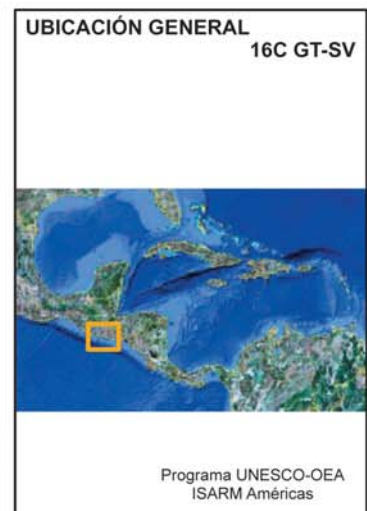 UBICACIÓN GENERAL
16C GT-SV
Programa UNESCO-OEA
ISARM Américas